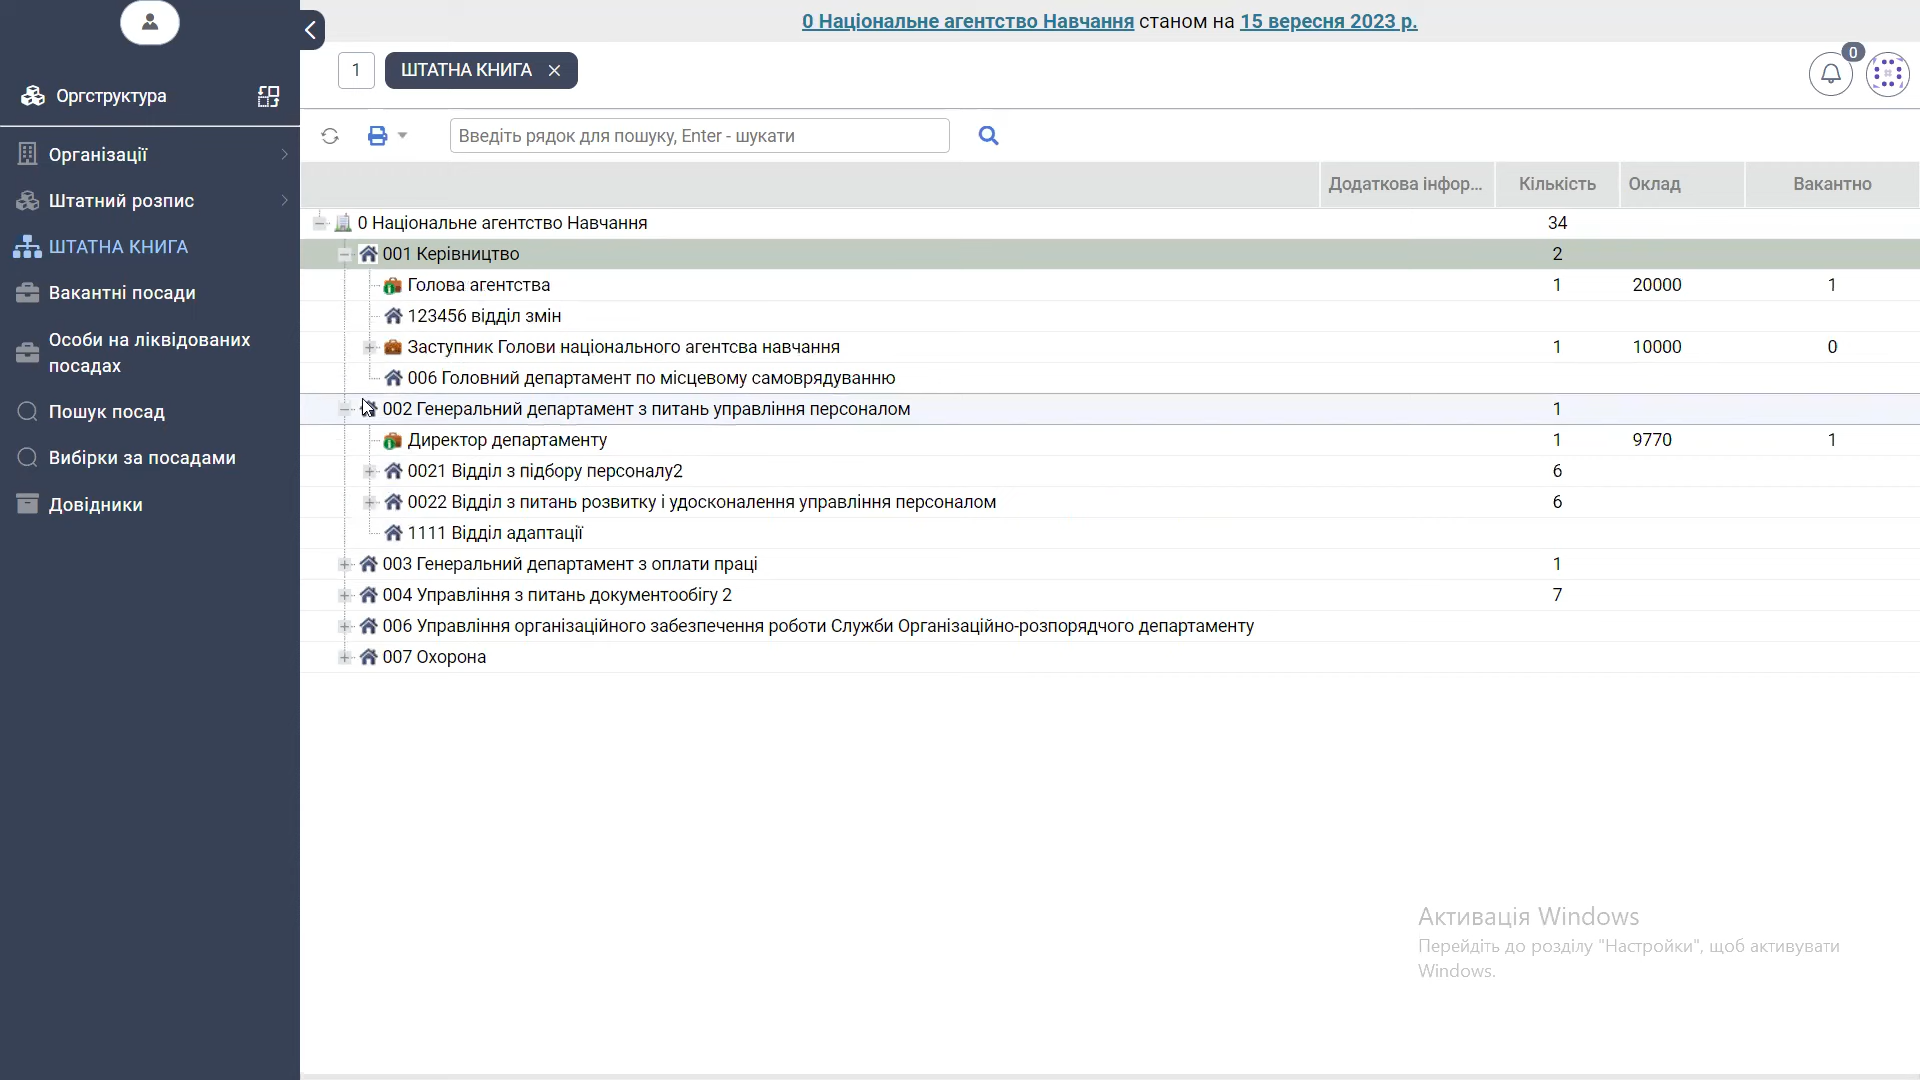 0 Національне агентство Навчання станом на 15 вересня 2023 р.
1
ШТАТНА КНИГА
0
Оргструктура
Організації
Штатний розпис
ШТАТНА КНИГА
Вакантні посади
Особи на ліквідованих
посадах
Пошук посад
Вибірки за посадами
Довідники
Введіть рядок для пошуку, Enter - шукати
Додаткова інфор... Кількість Оклад Вакантно
0 Національне агентство Навчання 34
001 Керівництво 2
Голова агентства 1 20000 1
123456 відділ змін
Заступник Голови національного агентсва навчання 1 10000 0
006 Головний департамент по місцевому самоврядуванню
002 Генеральний департамент з питань управління персоналом 1
Директор департаменту 1 9770 1
0021 Відділ з підбору персоналу2 6
0022 Відділ з питань розвитку і удосконалення управління персоналом 6
1111 Відділ адаптації
003 Генеральний департамент з оплати праці 1
004 Управління з питань документообігу 2 7
006 Управління організаційного забезпечення роботи Служби Організаційно-розпорядчого департаменту
007 Охорона
Активація Windows
Перейдіть до розділу "Настройки", щоб активувати
Windows.